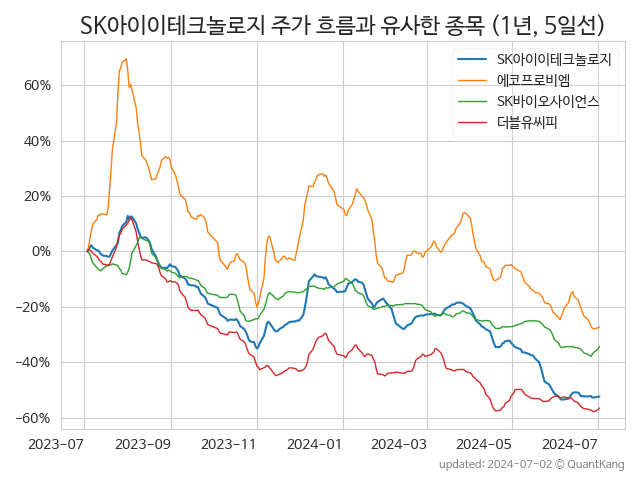 SK아이이테크놀로지 주가 흐름과 유사한 종목 (1년, 5일선)
SK아이이테크놀로지
에코프로비엠
SK바이오사이언스
더블유씨피
60%
40%
20%
0%
−20%
−40%
−60%
2023-07 2023-09 2023-11 2024-01 2024-03 2024-05 2024-07
updated: 2024-07-02 © QuantKang